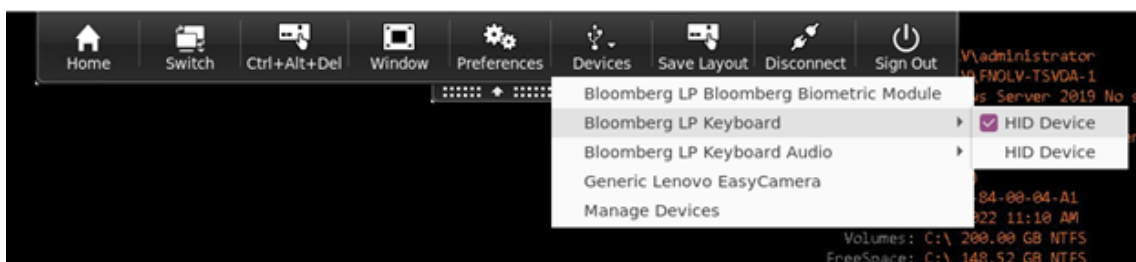 Home Switch Ctrl+Alt+Del Window Preferences Devices Save Layout Disconnect Sign Out
Bloomberg LP Bloomberg Biometric Module
Bloomberg LP Keyboard
HID Device
Bloomberg LP Keyboard Audio
HID Device
Generic Lenovo EasyCamera
Manage Devices
\administrator
FNOLV-TSVDA-1
Server 2019 No
-84-00-04-A1
11:10 AM
Volumes: C:\ 200.00 GB NTFS
FreeSpace: C:\ 148.52 GB NTFS